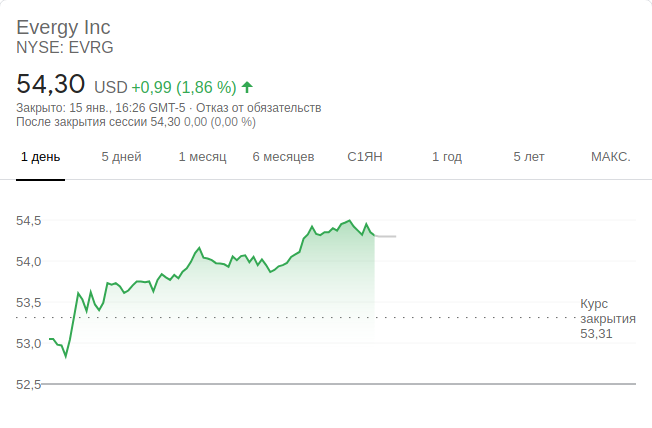 Evergy Inc
NYSE: EVRG
54,30 USD +0,99 (1,86 %)
Закрыто: 15 янв., 16:26 GMT-5 · Отказ от обязательств
После закрытия сессии 54,30 0,00 (0,00 %)
1 день 5 дней 1 месяц 6 месяцев С1ЯН 1 год 5 лет МАКС.
54,5
54,0
53,5
Курс
закрытия
53,31
53,0
52,5